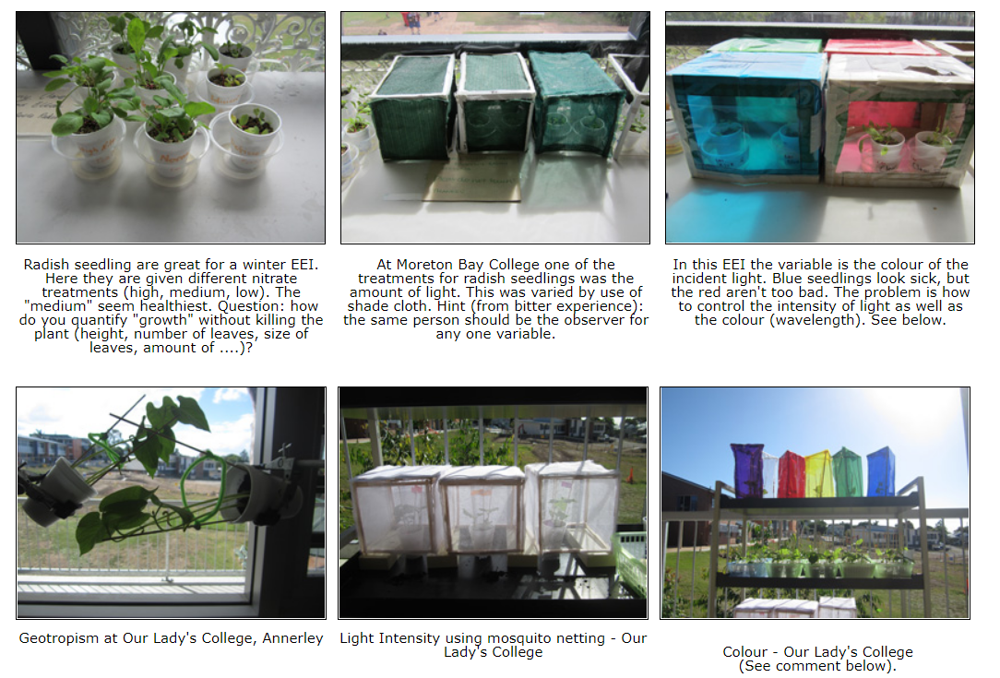 Radish seedling are great for a winter EEI.
Here they are given different nitrate
treatments (high, medium, low). The
"medium" seem healthiest. Question: how
do you quantify "growth" without killing the
plant (height, number of leaves, size of
leaves, amount of ....)?
At Moreton Bay College one of the
treatments for radish seedlings was the
amount of light. This was varied by use of
shade cloth. Hint (from bitter experience):
the same person should be the observer for
any one variable.
In this EEI the variable is the colour of the
incident light. Blue seedlings look sick, but
the red aren't too bad. The problem is how
to control the intensity of light as well as
the colour (wavelength). See below.
Geotropism at Our Lady's College, Annerley
Light Intensity using mosquito netting - Our
Lady's College
Colour - Our Lady's College
(See comment below).